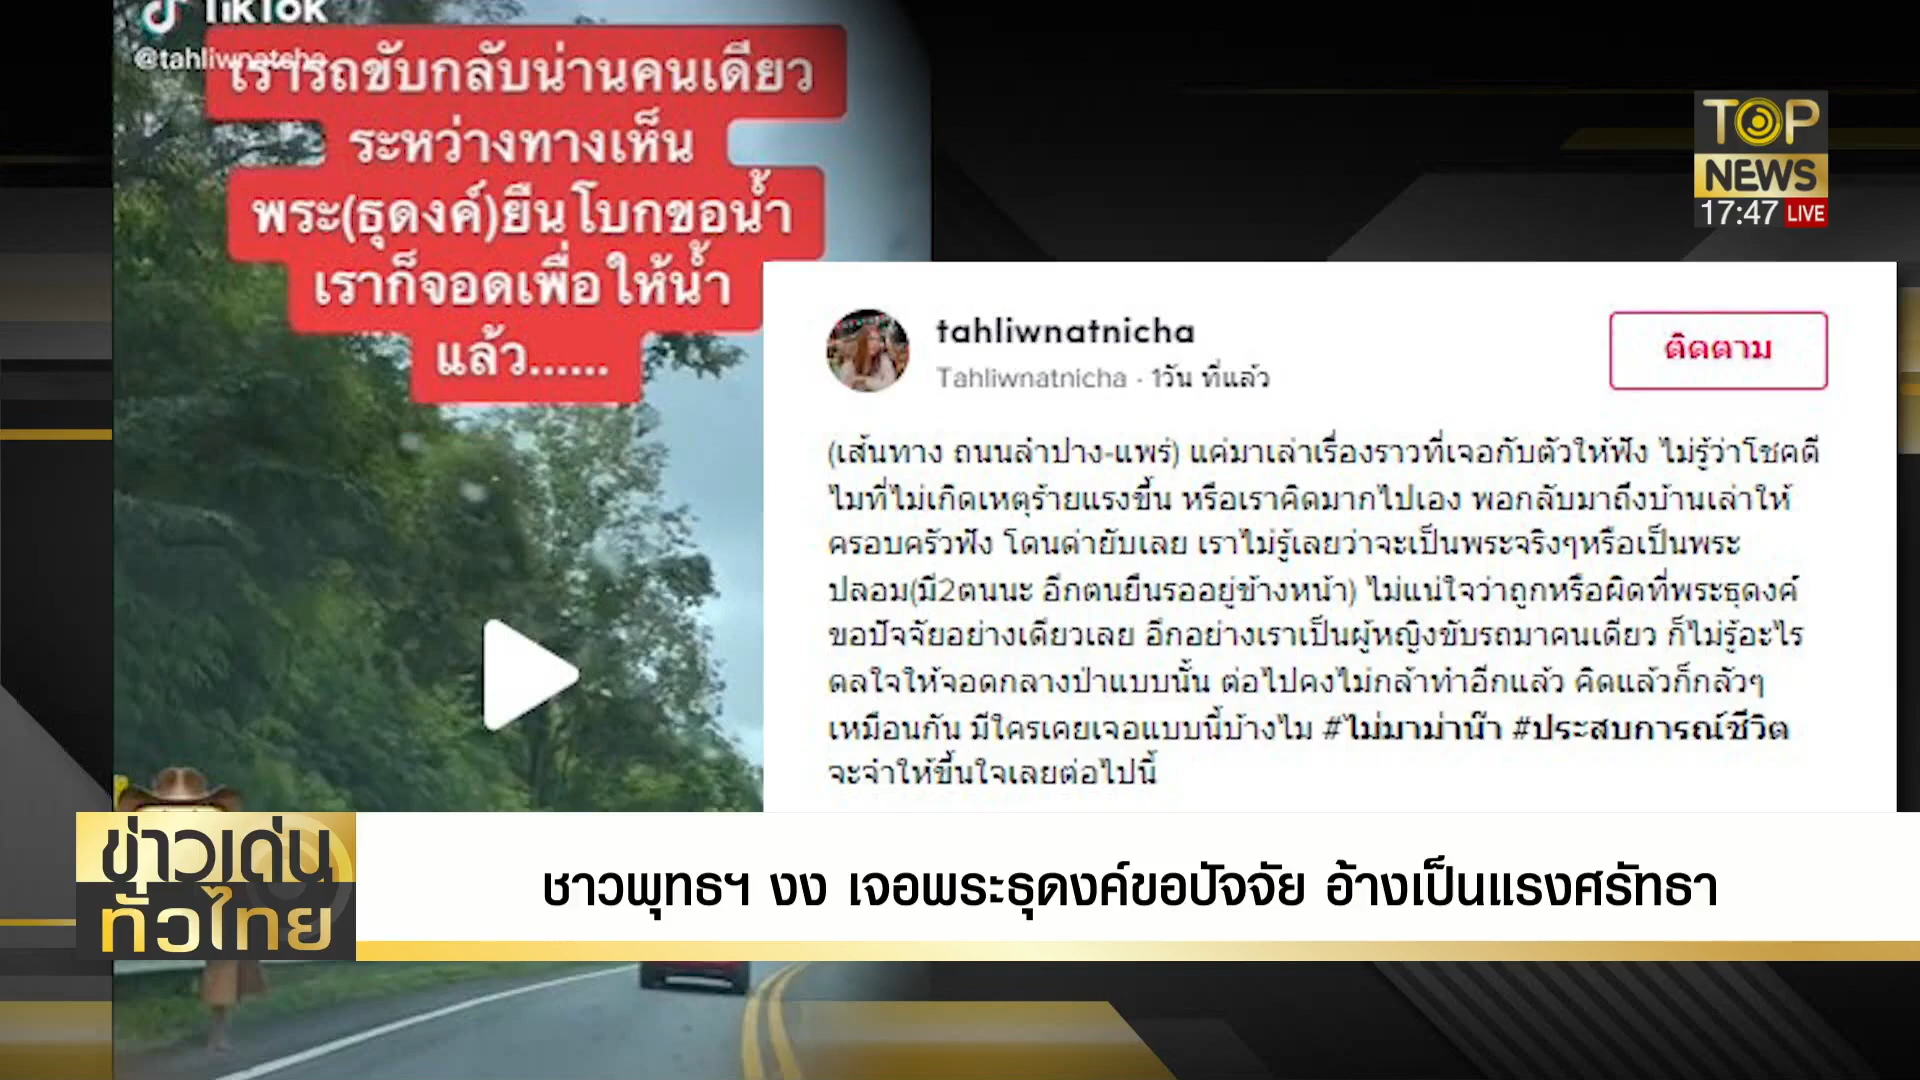 TikTok
@tahliwnatcha
เรารถขับกลับน่านคนเดียว
ระหว่างทางเห็น
พระ(ธุดงค์)ยืนโบกขอน้ำ
เราก็จอดเพื่อให้น้ำ
แล้ว......
TOP
NEWS
17:47 LIVE
tahliwnatnicha
Tahliwnatnicha · 1วัน ที่แล้ว
ติดตาม
(เส้นทาง ถนนลำปาง-แพร่) แค่มาเล่าเรื่องราวที่เจอกับตัวให้ฟัง ไม่รู้ว่าโชคดี
ไมที่ไม่เกิดเหตุร้ายแรงขึ้น หรือเราคิดมากไปเอง พอกลับมาถึงบ้านเล่าให้
ครอบครัวฟัง โดนด่ายับเลย เราไม่รู้เลยว่าจะเป็นพระจริงๆหรือเป็นพระ
ปลอม(มี2ตนนะ อีกตนยืนรออยู่ข้างหน้า) ไม่แน่ใจว่าถูกหรือผิดที่พระธุดงค์
ขอปัจจัยอย่างเดียวเลย อีกอย่างเราเป็นผู้หญิงขับรถมาคนเดียว ก็ไม่รู้อะไร
ดลใจให้จอดกลางป่าแบบนั้น ต่อไปคงไม่กล้าทำอีกแล้ว คิดแล้วก็กลัวๆ
เหมือนกัน มีใครเคยเจอแบบนี้บ้างไม #ไม่มาม่าน๊า #ประสบการณ์ชีวิต
จะจำให้ขึ้นใจเลยต่อไปนี้
ข่าวเด่น
ทั่วไทย
ชาวพุทธฯ งง เจอพระธุดงค์ขอปัจจัย อ้างเป็นแรงศรัทธา